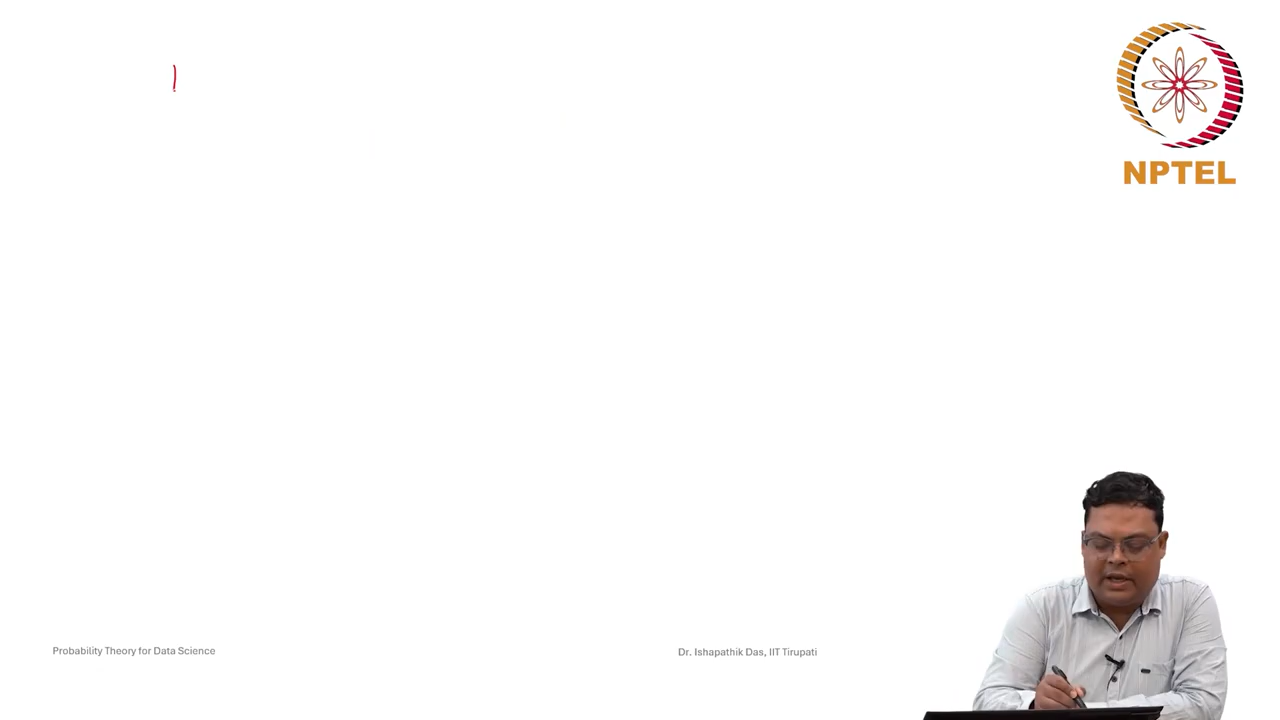 NPTEL
Probability Theory for Data Science
Dr. Ishapathik Das, IIT Tirupati